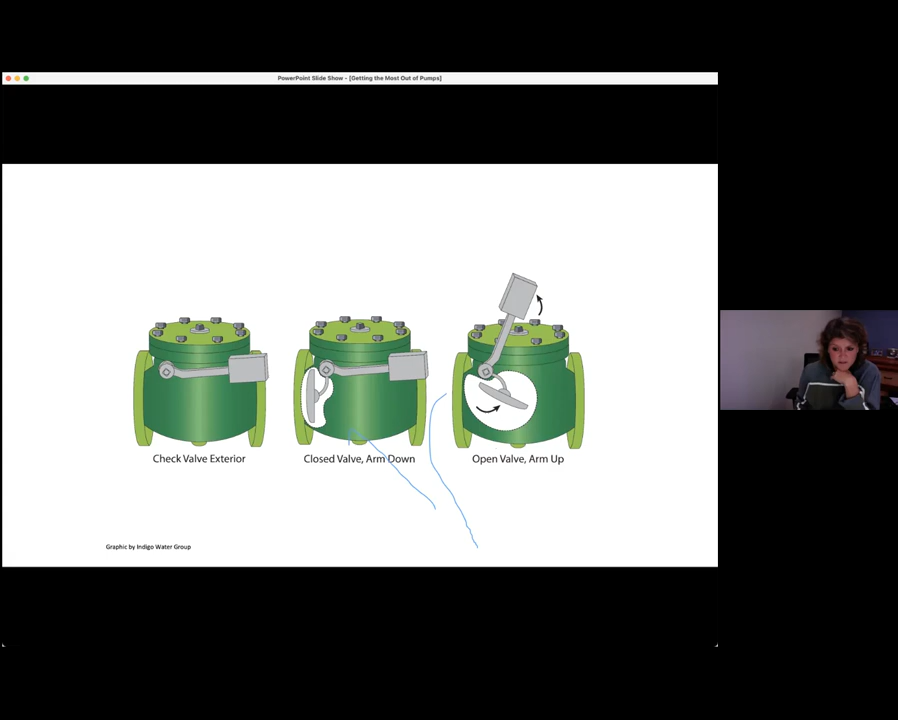 PowerPoint Slide Show - [Getting the Most Out of Pumps]
Check Valve Exterior
Closed Valve, Arm Down
Open Valve, Arm Up
Graphic by Indigo Water Group